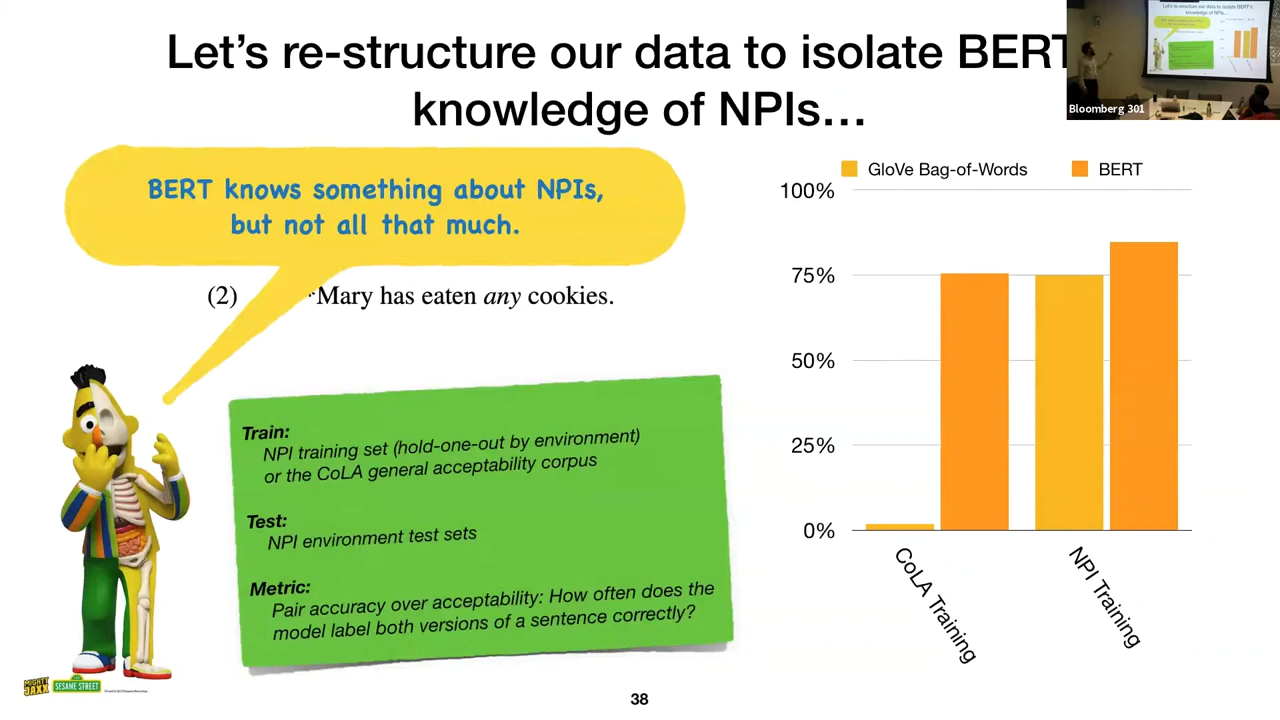 Let's re-structure our data to isolate BERT
knowledge of NPIs…
Bloomberg 301
BERT knows something about NPIs,
but not all that much.
(2) *Mary has eaten any cookies.
Train:
NPI training set (hold-one-out by environment)
or the CoLA general acceptability corpus
Test:
NPI environment test sets
Metric:
Pair accuracy over acceptability: How often does the
model label both versions of a sentence correctly?
GloVe Bag-of-Words
BERT
100%
75%
50%
25%
0%
CoLA Training
NPI Training
MIGHTY
JAXX
SESAME STREET
38